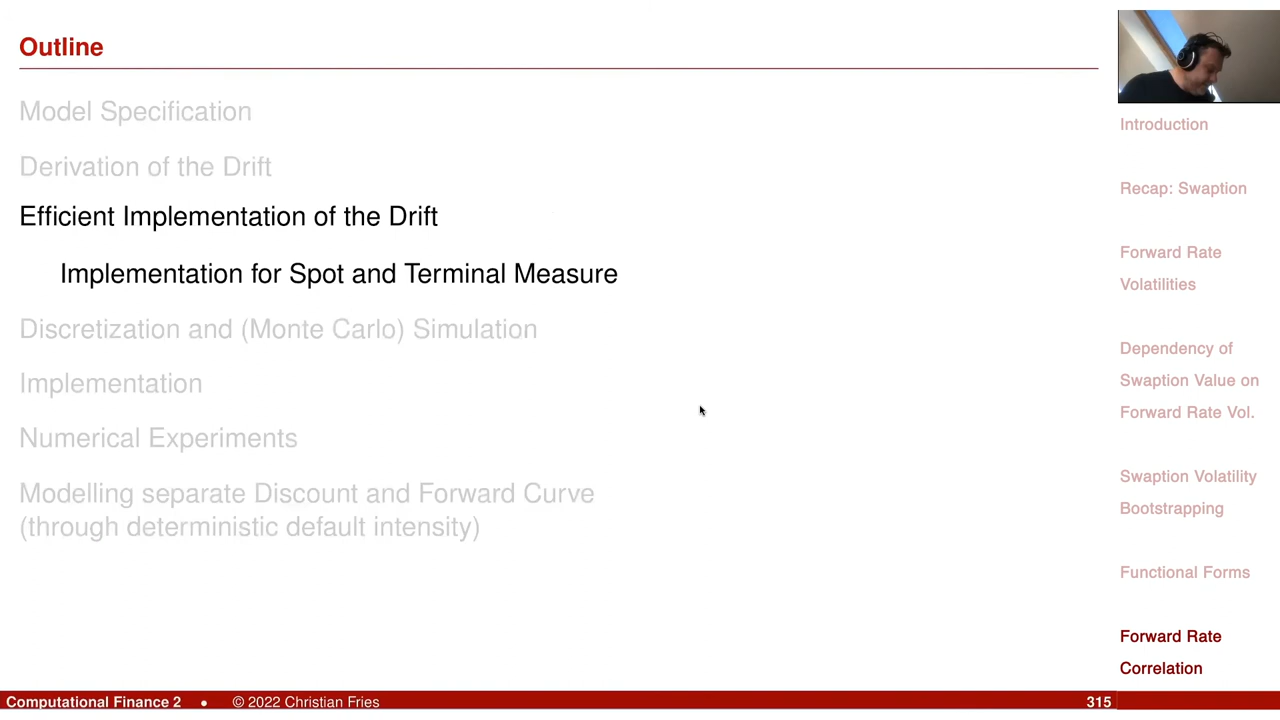 Outline
Model Specification
Derivation of the Drift
Efficient Implementation of the Drift
Implementation for Spot and Terminal Measure
Discretization and (Monte Carlo) Simulation
Implementation
Numerical Experiments
Modelling separate Discount and Forward Curve
(through deterministic default intensity)
Introduction
Recap: Swaption
Forward Rate
Volatilities
Dependency of
Swaption Value on
Forward Rate Vol.
Swaption Volatility
Bootstrapping
Functional Forms
Forward Rate
Correlation
Computational Finance 2 • © 2022 Christian Fries 315